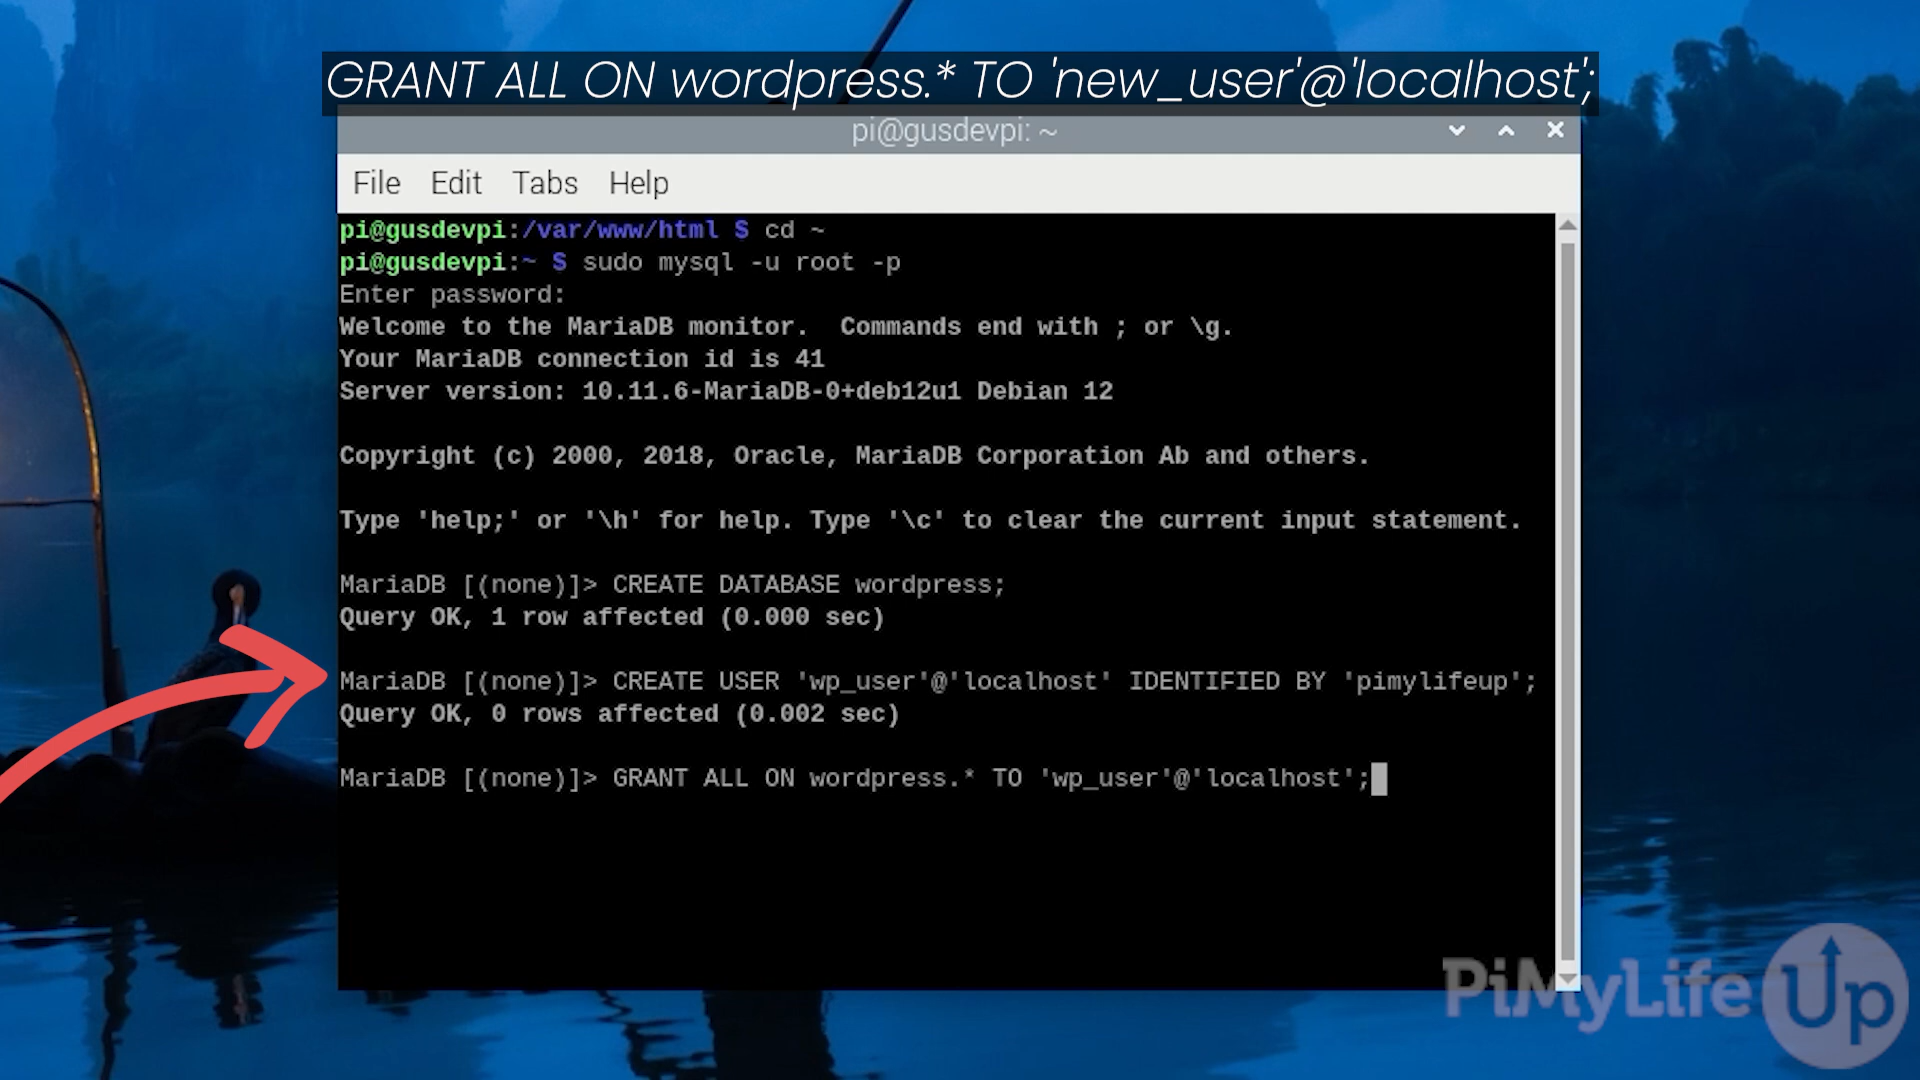 GRANT ALL ON wordpress.* TO 'new_user'@'localhost';
pi@gusdevpi: ~
File Edit Tabs Help
pi@gusdevpi:/var/www/html $ cd ~
pi@gusdevpi:~ $ sudo mysql -u root -p
Enter password:
Welcome to the MariaDB monitor.  Commands end with ; or \g.
Your MariaDB connection id is 41
Server version: 10.11.6-MariaDB-0+deb12u1 Debian 12
Copyright (c) 2000, 2018, Oracle, MariaDB Corporation Ab and others.
Type 'help;' or '\h' for help. Type '\c' to clear the current input statement.
MariaDB [(none)]> CREATE DATABASE wordpress;
Query OK, 1 row affected (0.000 sec)
MariaDB [(none)]> CREATE USER 'wp_user'@'localhost' IDENTIFIED BY 'pimylifeup';
Query OK, 0 rows affected (0.002 sec)
MariaDB [(none)]> GRANT ALL ON wordpress.* TO 'wp_user'@'localhost';
PiMyLife Up